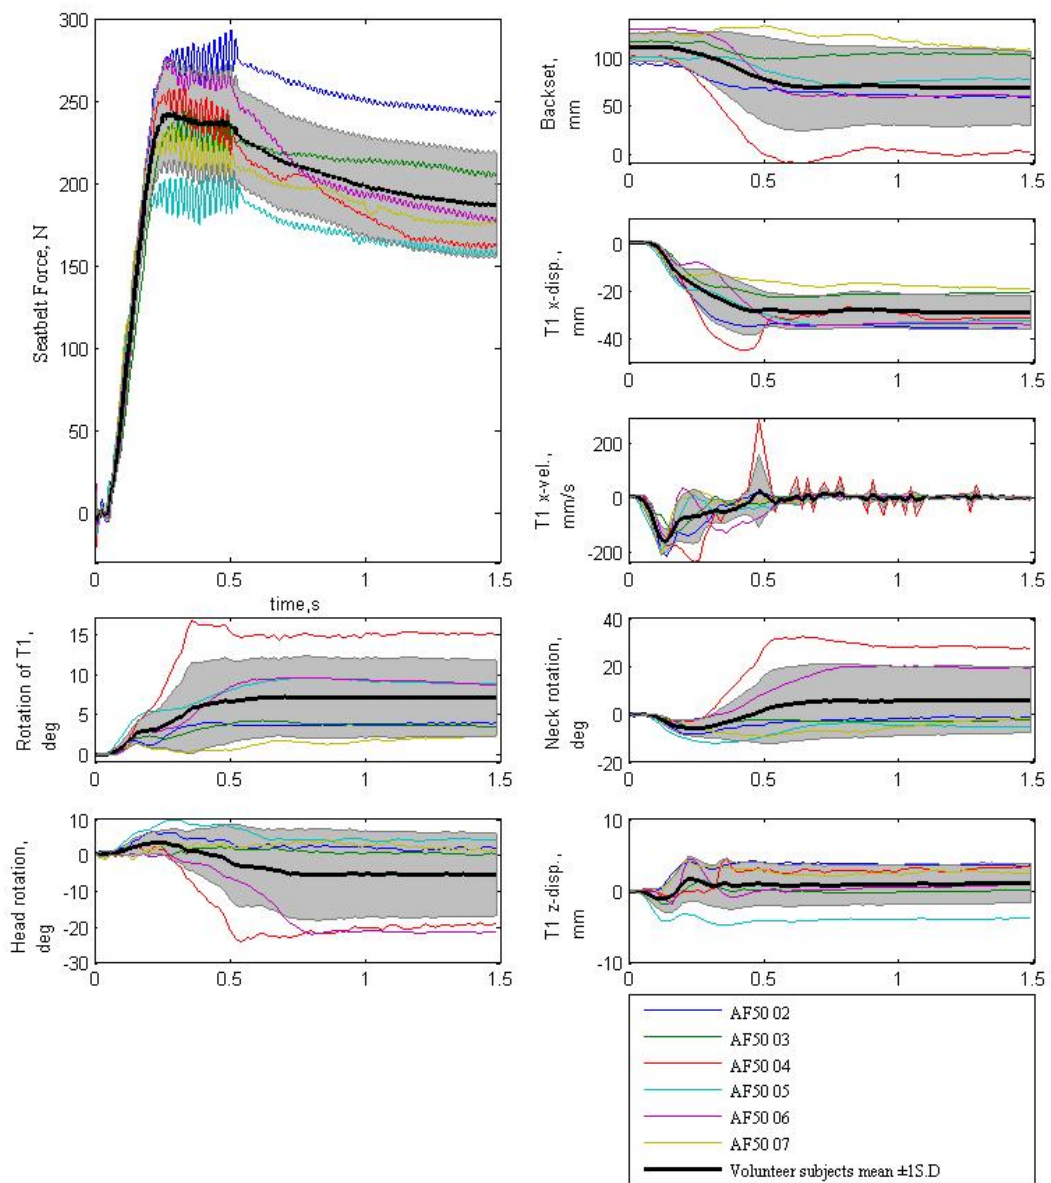 300
250
200
150
100
50
0
Seatbelt Force, N
0 0.5 1 1.5
time,s
100
50
0
Backset,
mm
0 0.5 1 1.5
0
-20
-40
T1 x-disp.,
mm
0 0.5 1 1.5
200
0
-200
T1 x-vel.,
mm/s
0 0.5 1 1.5
15
10
5
0
Rotation of T1,
deg
0 0.5 1 1.5
40
20
0
-20
Neck rotation,
deg
0 0.5 1 1.5
10
0
-10
-20
-30
Head rotation,
deg
0 0.5 1 1.5
10
0
-10
T1 z-disp.,
mm
0 0.5 1 1.5
AF50 02
AF50 03
AF50 04
AF50 05
AF50 06
AF50 07
Volunteer subjects mean ±1S.D